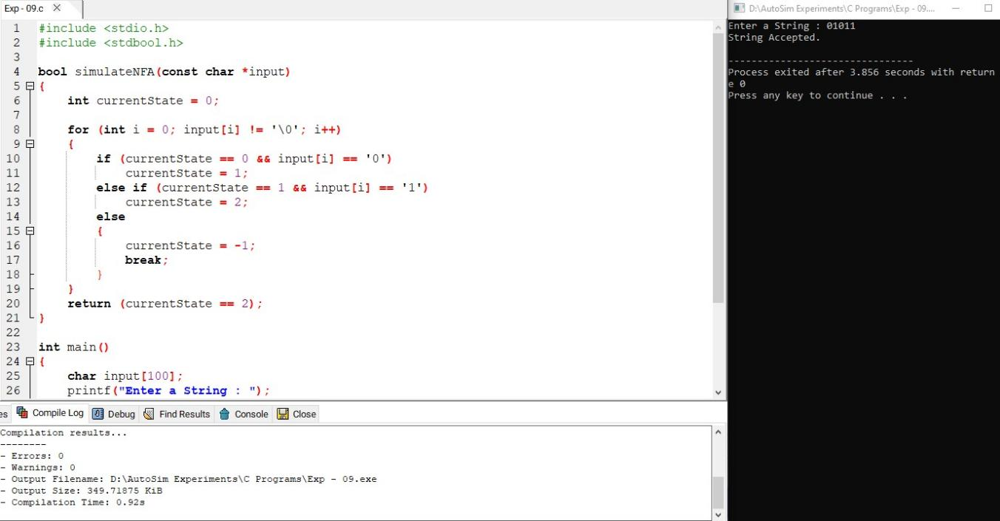 Exp - 09.c
1 #include <stdio.h>
2 #include <stdbool.h>
3
4 bool simulateNFA(const char *input)
5 {
6 int currentState = 0;
7
8 for (int i = 0; input[i] != '\0'; i++)
9 {
10 if (currentState == 0 && input[i] == '0')
11 currentState = 1;
12 else if (currentState == 1 && input[i] == '1')
13 currentState = 2;
14 else
15 {
16 currentState = -1;
17 break;
18 }
19 }
20 return (currentState == 2);
21 }
22
23 int main()
24 {
25 char input[100];
26 printf("Enter a String : ");
es Compile Log Debug Find Results Console Close
Compilation results...
--------
- Errors: 0
- Warnings: 0
- Output Filename: D:\AutoSim Experiments\C Programs\Exp - 09.exe
- Output Size: 349.71875 KiB
- Compilation Time: 0.92s
D:\AutoSim Experiments\C Programs\Exp - 09....
Enter a String : 01011
String Accepted.
--------------------------------
Process exited after 3.856 seconds with return
e 0
Press any key to continue . . .